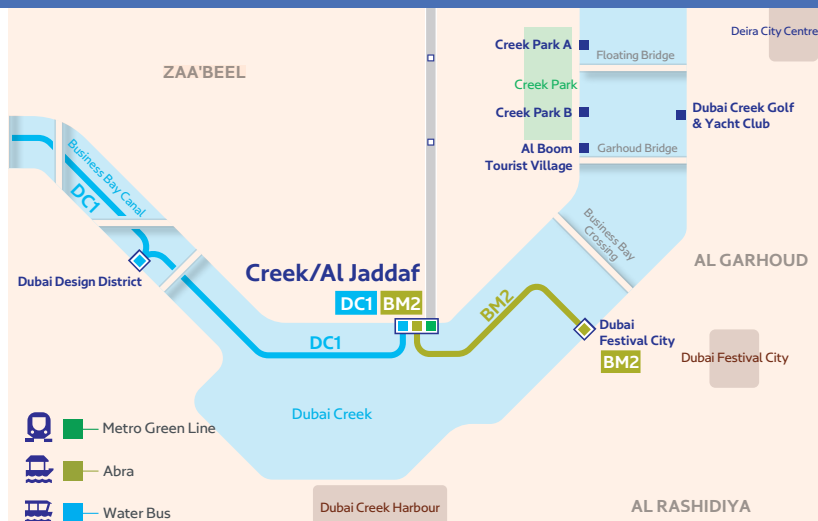 Deira City Centre
Creek Park A
Floating Bridge
ZAA'BEEL
Creek Park
Creek Park B
Dubai Creek Golf
& Yacht Club
Al Boom
Tourist Village
Garhoud Bridge
Business Bay Canal
DC1
Business Bay
Crossing
AL GARHOUD
Dubai Design District
Creek/Al Jaddaf
DC1 BM2
BM2
DC1
Dubai
Festival City
BM2
Dubai Festival City
Dubai Creek
Metro Green Line
Abra
Water Bus
Dubai Creek Harbour
AL RASHIDIYA